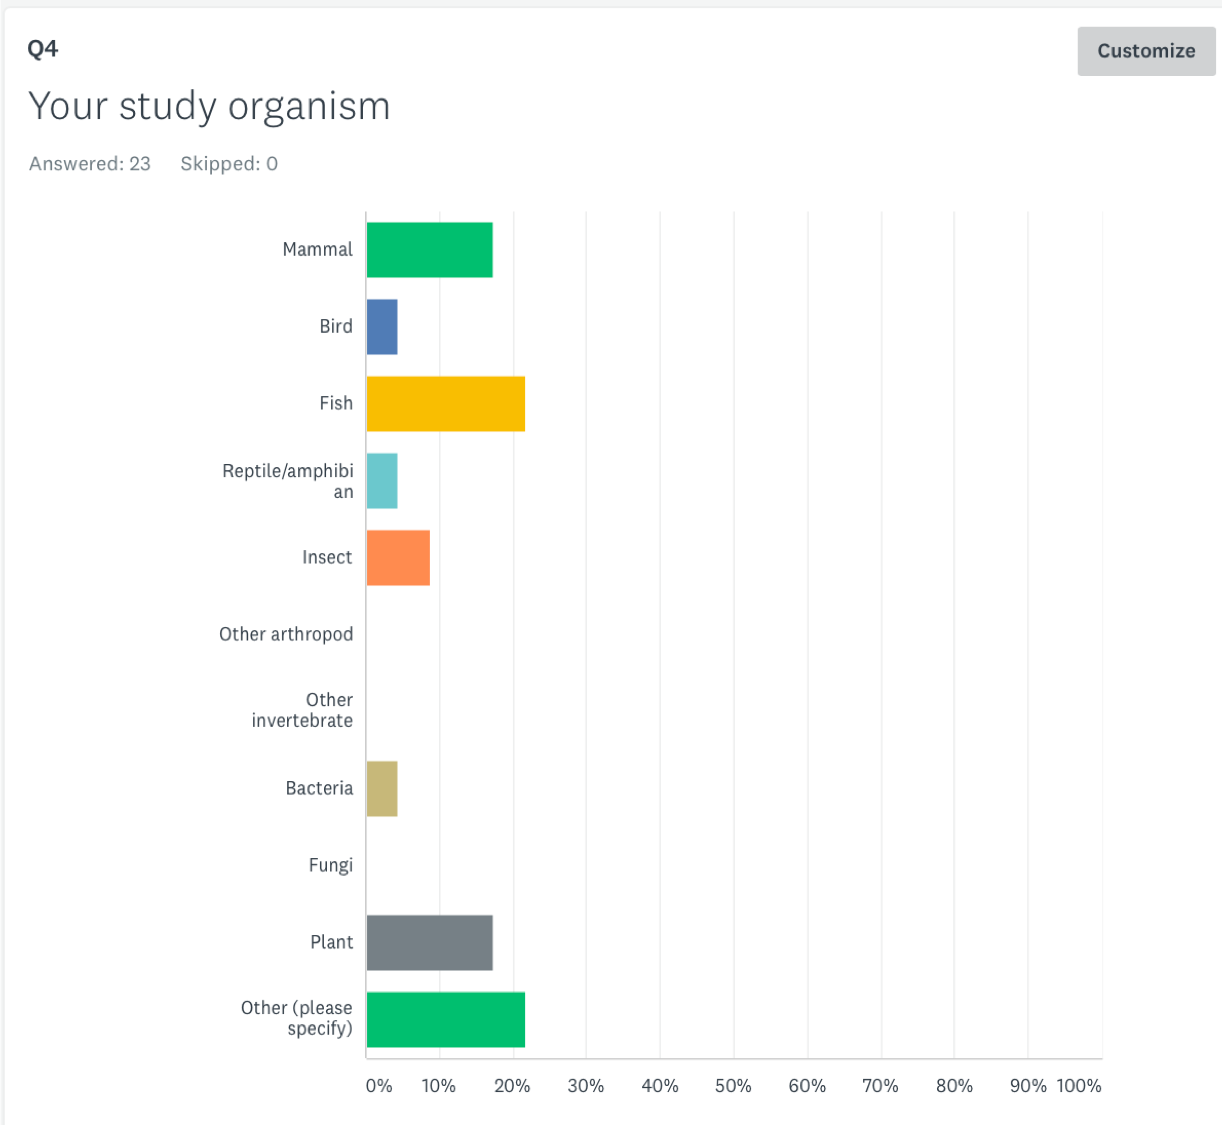 Q4
Customize
Your study organism
Answered: 23 Skipped: 0
Mammal
Bird
Fish
Reptile/amphibi
an
Insect
Other arthropod
Other
invertebrate
Bacteria
Fungi
Plant
Other (please
specify)
0% 10% 20% 30% 40% 50% 60% 70% 80% 90% 100%